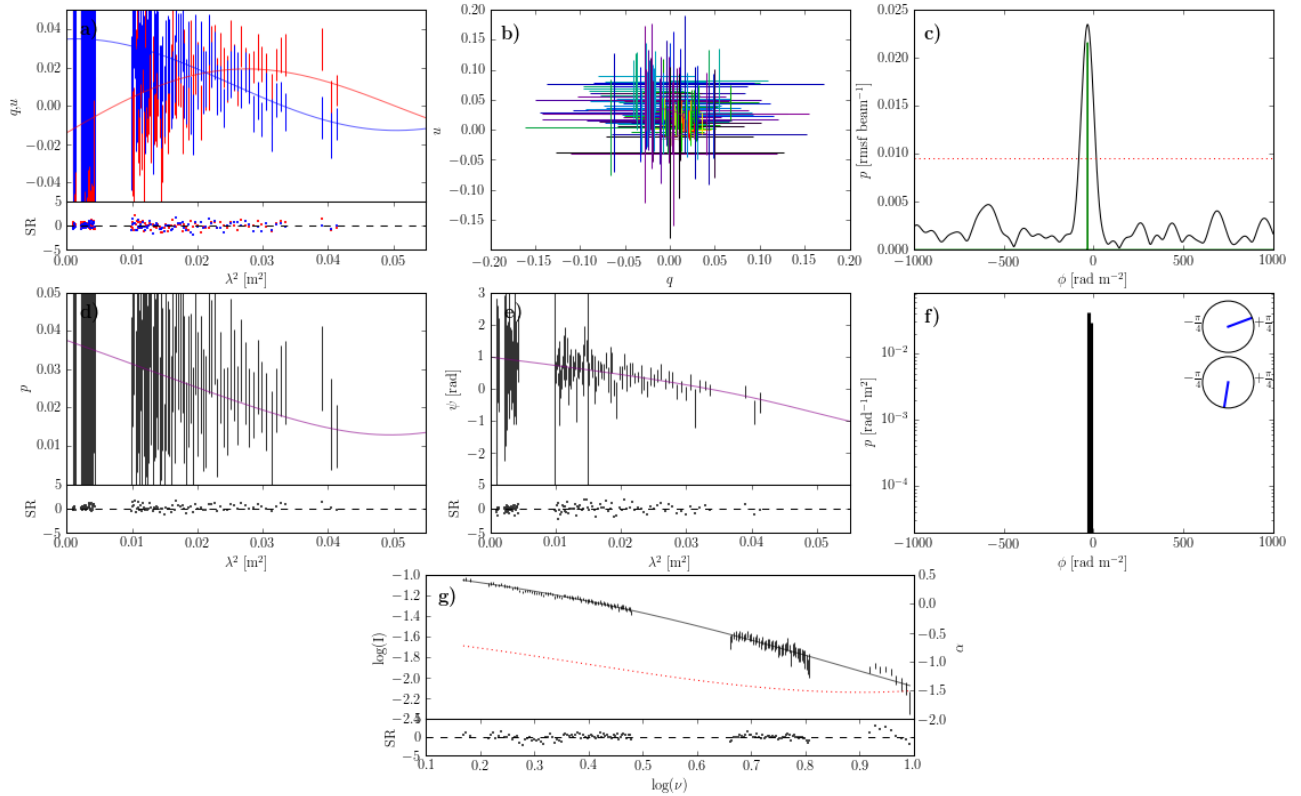 a)
q,u
0.04
0.02
0.00
−0.02
−0.04
SR
5
0
−5
0.00 0.01 0.02 0.03 0.04 0.05
λ² [m²]
b)
u
0.20
0.15
0.10
0.05
0.00
−0.05
−0.10
−0.15
−0.20 −0.15 −0.10 −0.05 0.00 0.05 0.10 0.15 0.20
q
c)
p [rmsf beam⁻¹]
0.025
0.020
0.015
0.010
0.005
0.000
−1000 −500 0 500 1000
ϕ [rad m⁻²]
d)
p
0.05
0.04
0.03
0.02
0.01
SR
5
0
−5
0.00 0.01 0.02 0.03 0.04 0.05
λ² [m²]
e)
ψ [rad]
3
2
1
0
−1
−2
SR
5
0
−5
0.00 0.01 0.02 0.03 0.04 0.05
λ² [m²]
f)
p [rad⁻¹m²]
10⁻²
10⁻³
10⁻⁴
−π/4 +π/4
−π/4 +π/4
−1000 −500 0 500 1000
ϕ [rad m⁻²]
g)
log(I)
−1.0
−1.2
−1.4
−1.6
−1.8
−2.0
−2.2
α
0.5
0.0
−0.5
−1.0
−1.5
−2.0
SR
0
−5
0.1 0.2 0.3 0.4 0.5 0.6 0.7 0.8 0.9 1.0
log(ν)